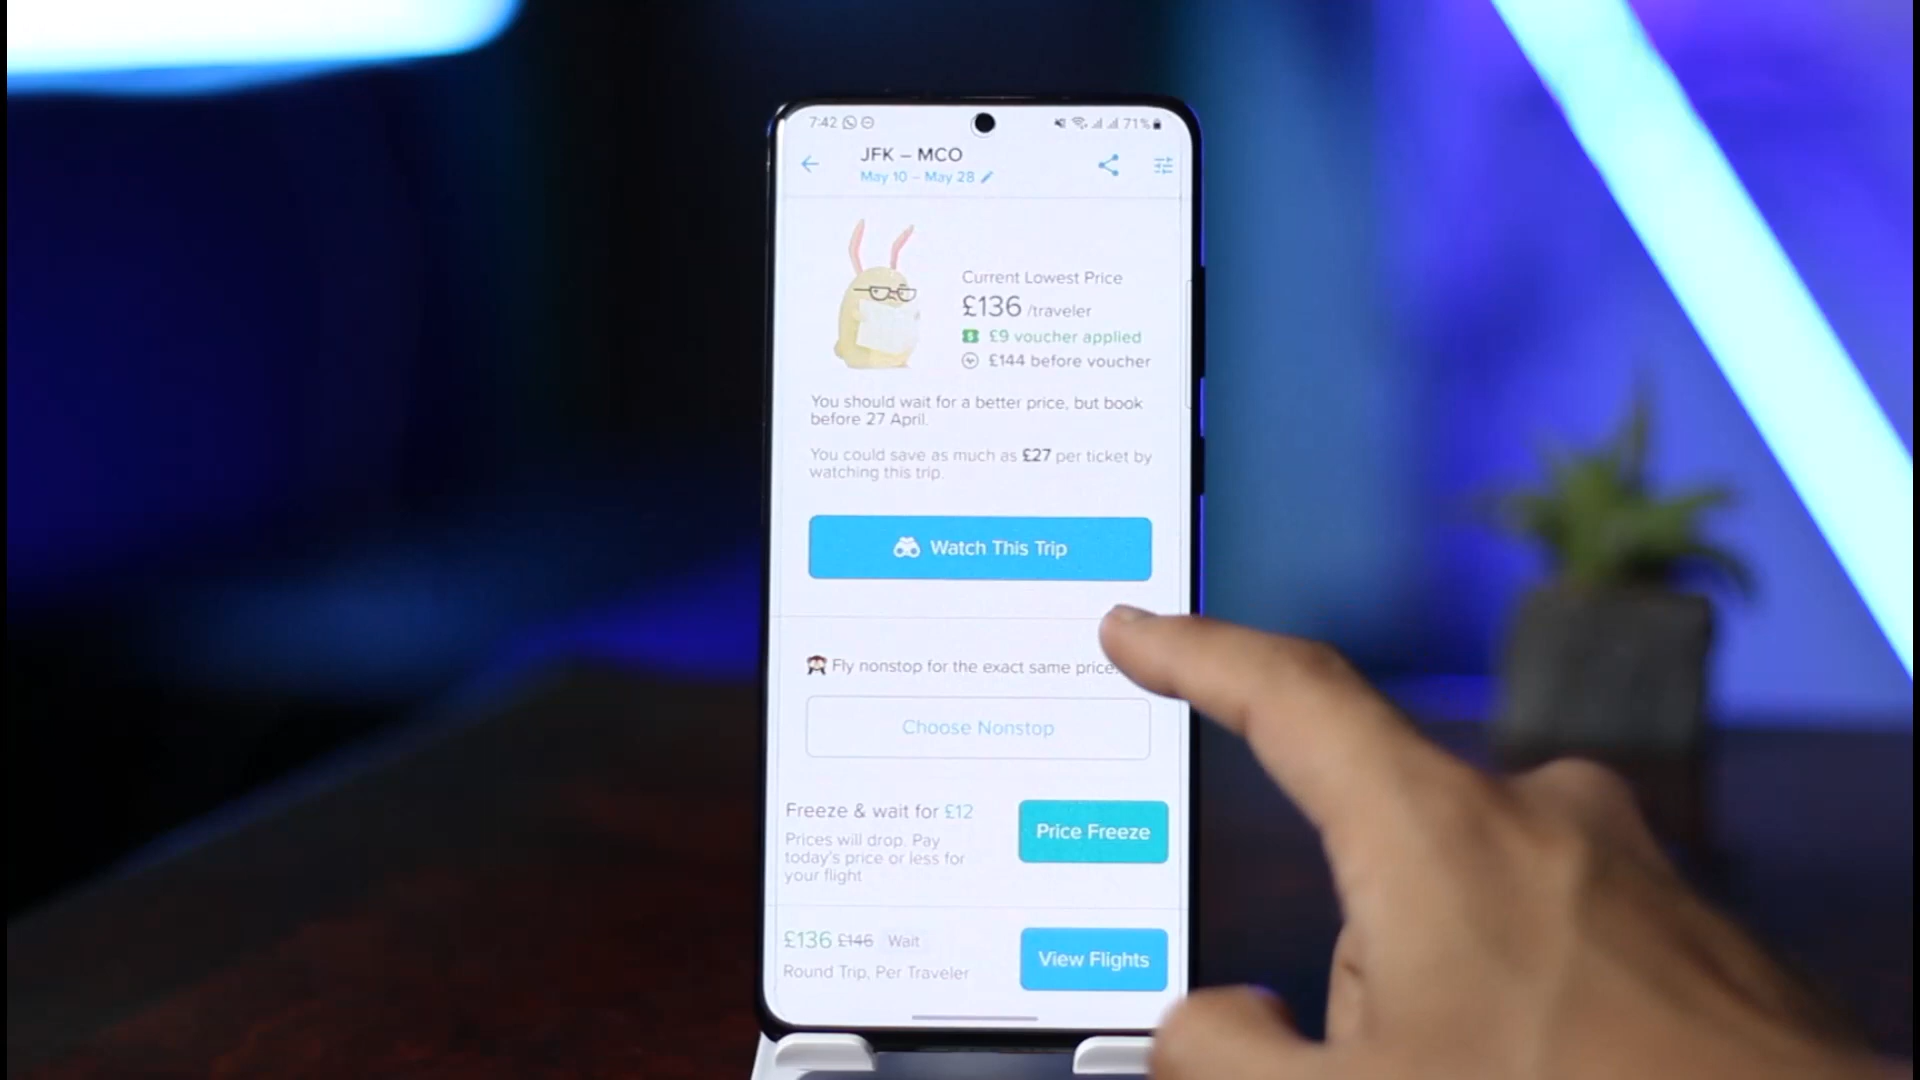 7:42
71%
JFK – MCO
May 10 – May 28
Current Lowest Price
£136 /traveler
£9 voucher applied
£144 before voucher
You should wait for a better price, but book
before 27 April.
You could save as much as £27 per ticket by
watching this trip.
Watch This Trip
Fly nonstop for the exact same price.
Choose Nonstop
Freeze & wait for £12
Prices will drop. Pay
today's price or less for
your flight
Price Freeze
£136 £146 Wait
Round Trip, Per Traveler
View Flights